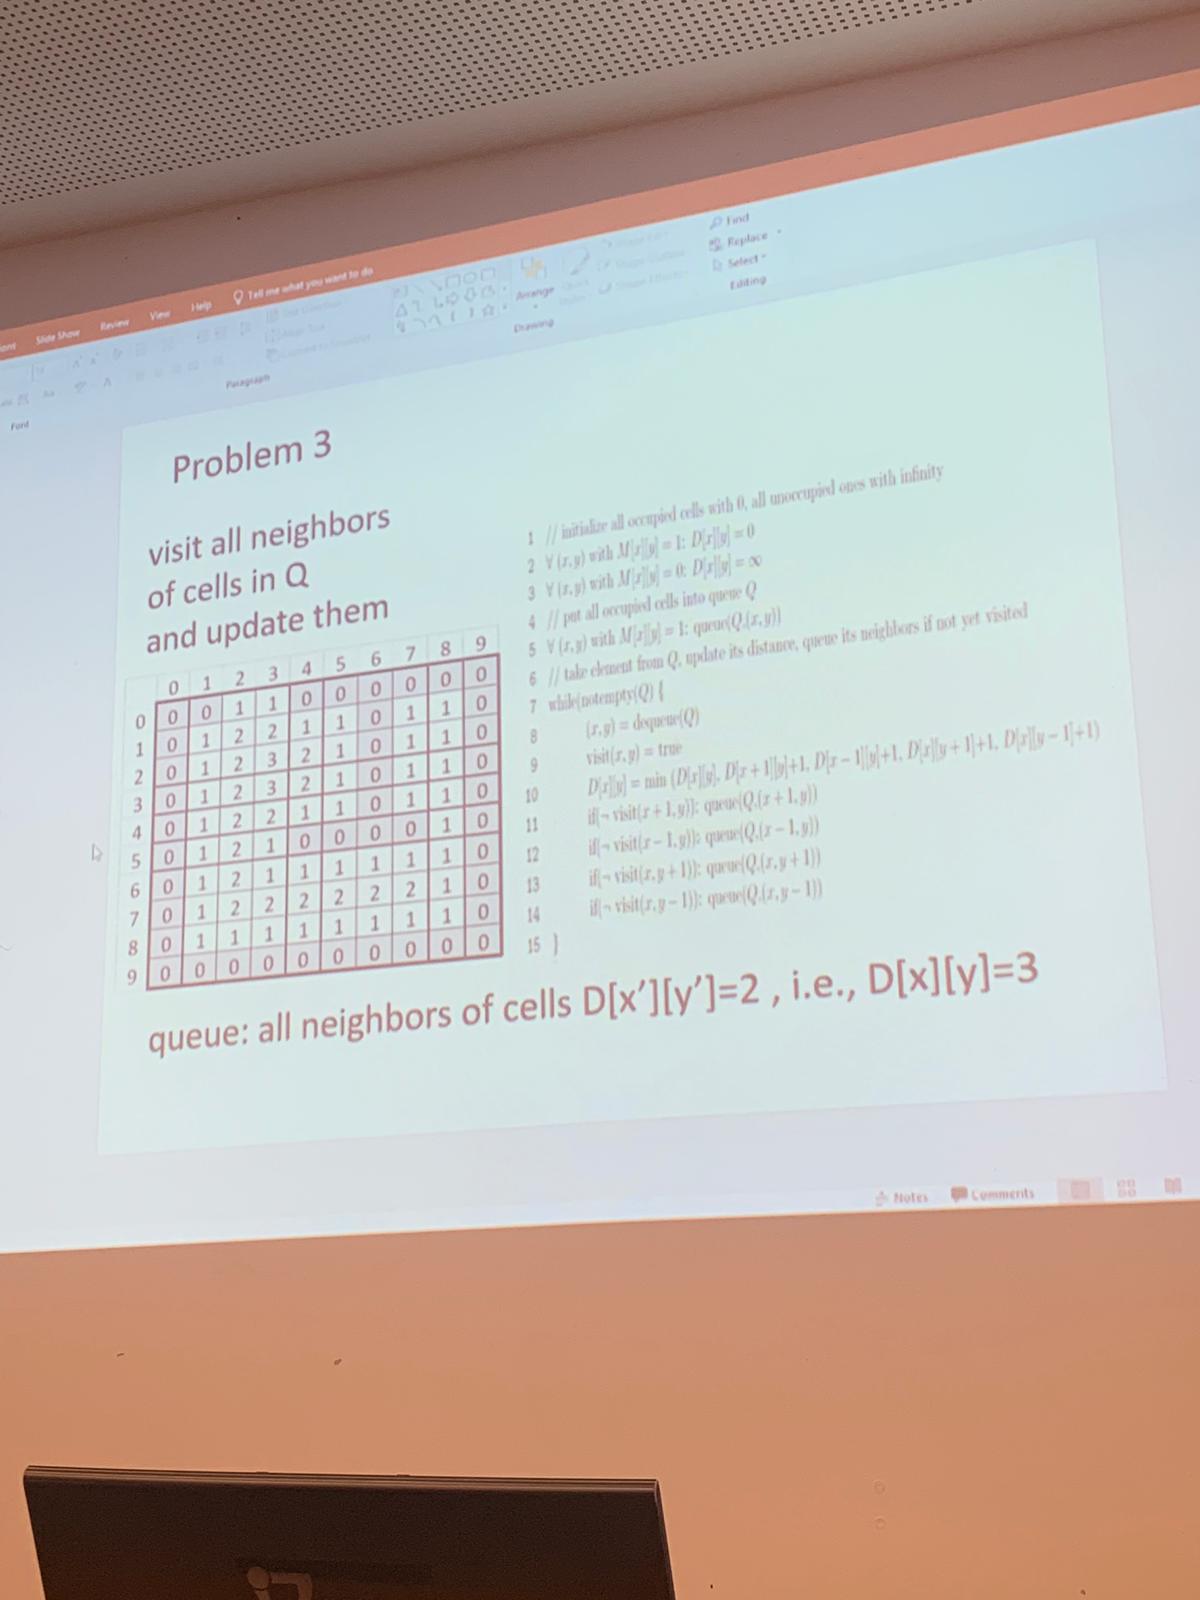 Slide Show Review View Help Tell me what you want to do
Find
Replace
Select
Editing
Arrange
Drawing
Paragraph
Font
Problem 3
visit all neighbors
of cells in Q
and update them
0 1 2 3 4 5 6 7 8 9
0 0 0 1 1 0 0 0 0 0 0
1 0 1 2 2 1 1 0 1 1 0
2 0 1 2 3 2 1 0 1 1 0
3 0 1 2 3 2 1 0 1 1 0
4 0 1 2 2 1 1 0 1 1 0
5 0 1 2 1 0 0 0 0 1 0
6 0 1 2 1 1 1 1 1 1 0
7 0 1 2 2 2 2 2 2 1 0
8 0 1 1 1 1 1 1 1 1 0
9 0 0 0 0 0 0 0 0 0 0
1 // initialize all occupied cells with 0, all unoccupied ones with infinity
2 ∀ (x,y) with M[x][y] = 1: D[x][y] = 0
3 ∀ (x,y) with M[x][y] = 0: D[x][y] = ∞
4 // put all occupied cells into queue Q
5 ∀ (x,y) with M[x][y] = 1: queue(Q,(x,y))
6 // take element from Q, update its distance, queue its neighbors if not yet visited
7 while(notempty(Q) {
8 (x,y) = dequeue(Q)
9 visit(x,y) = true
10 D[x][y] = min (D[x][y], D[x+1][y]+1, D[x−1][y]+1, D[x][y+1]+1, D[x][y−1]+1)
11 if(¬ visit(x+1,y)): queue(Q,(x+1,y))
12 if(¬ visit(x−1,y)): queue(Q,(x−1,y))
13 if(¬ visit(x,y+1)): queue(Q,(x,y+1))
14 if(¬ visit(x,y−1)): queue(Q,(x,y−1))
15 }
queue: all neighbors of cells D[x’][y’]=2 , i.e., D[x][y]=3
Notes Comments